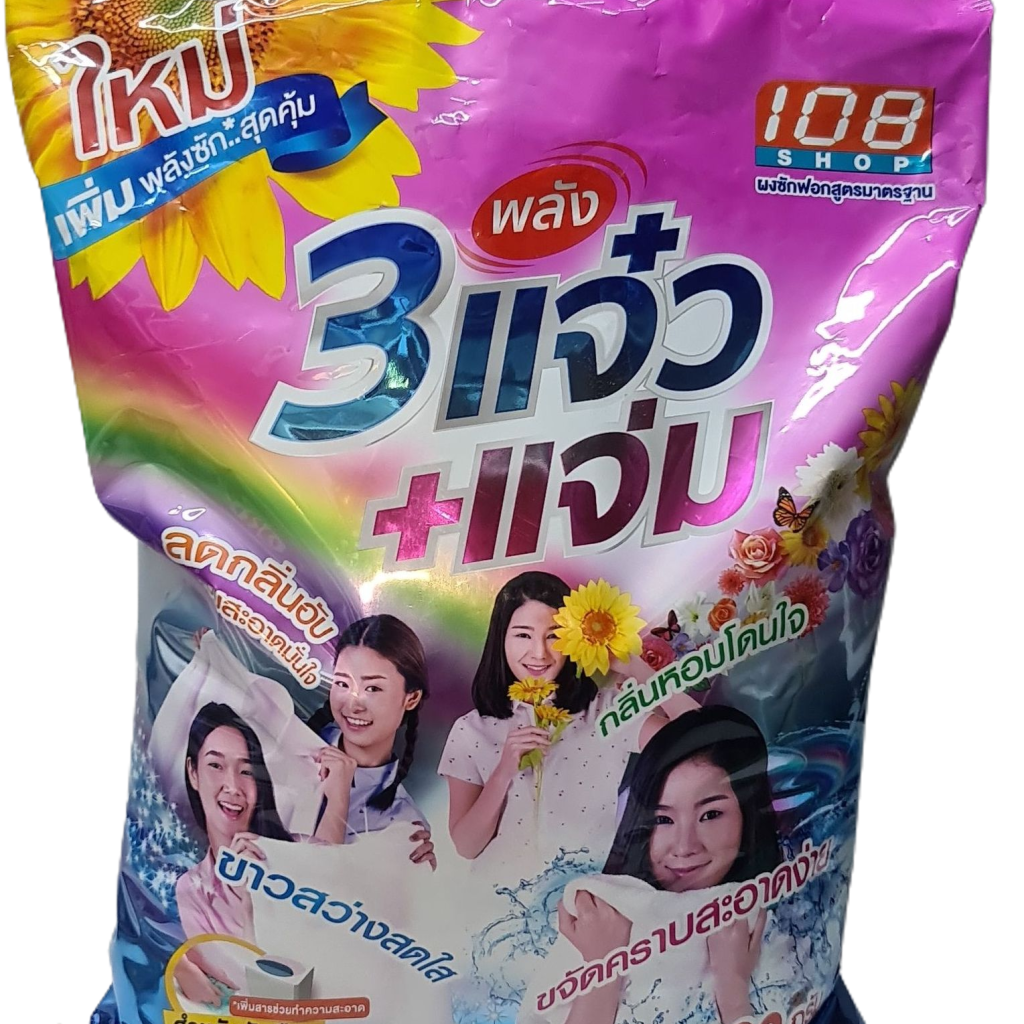 ใหม่
เพิ่ม พลังซัก*..สุดคุ้ม
108
SHOP
ผงซักฟอกสูตรมาตรฐาน
พลัง
3แจ๋ว
+แจ่ม
ลดกลิ่นอับ
สะอาดมั่นใจ
กลิ่นหอมโดนใจ
ขาวสว่างสดใส
ขจัดคราบสะอาดง่าย
*เพิ่มสารช่วยทำความสะอาด